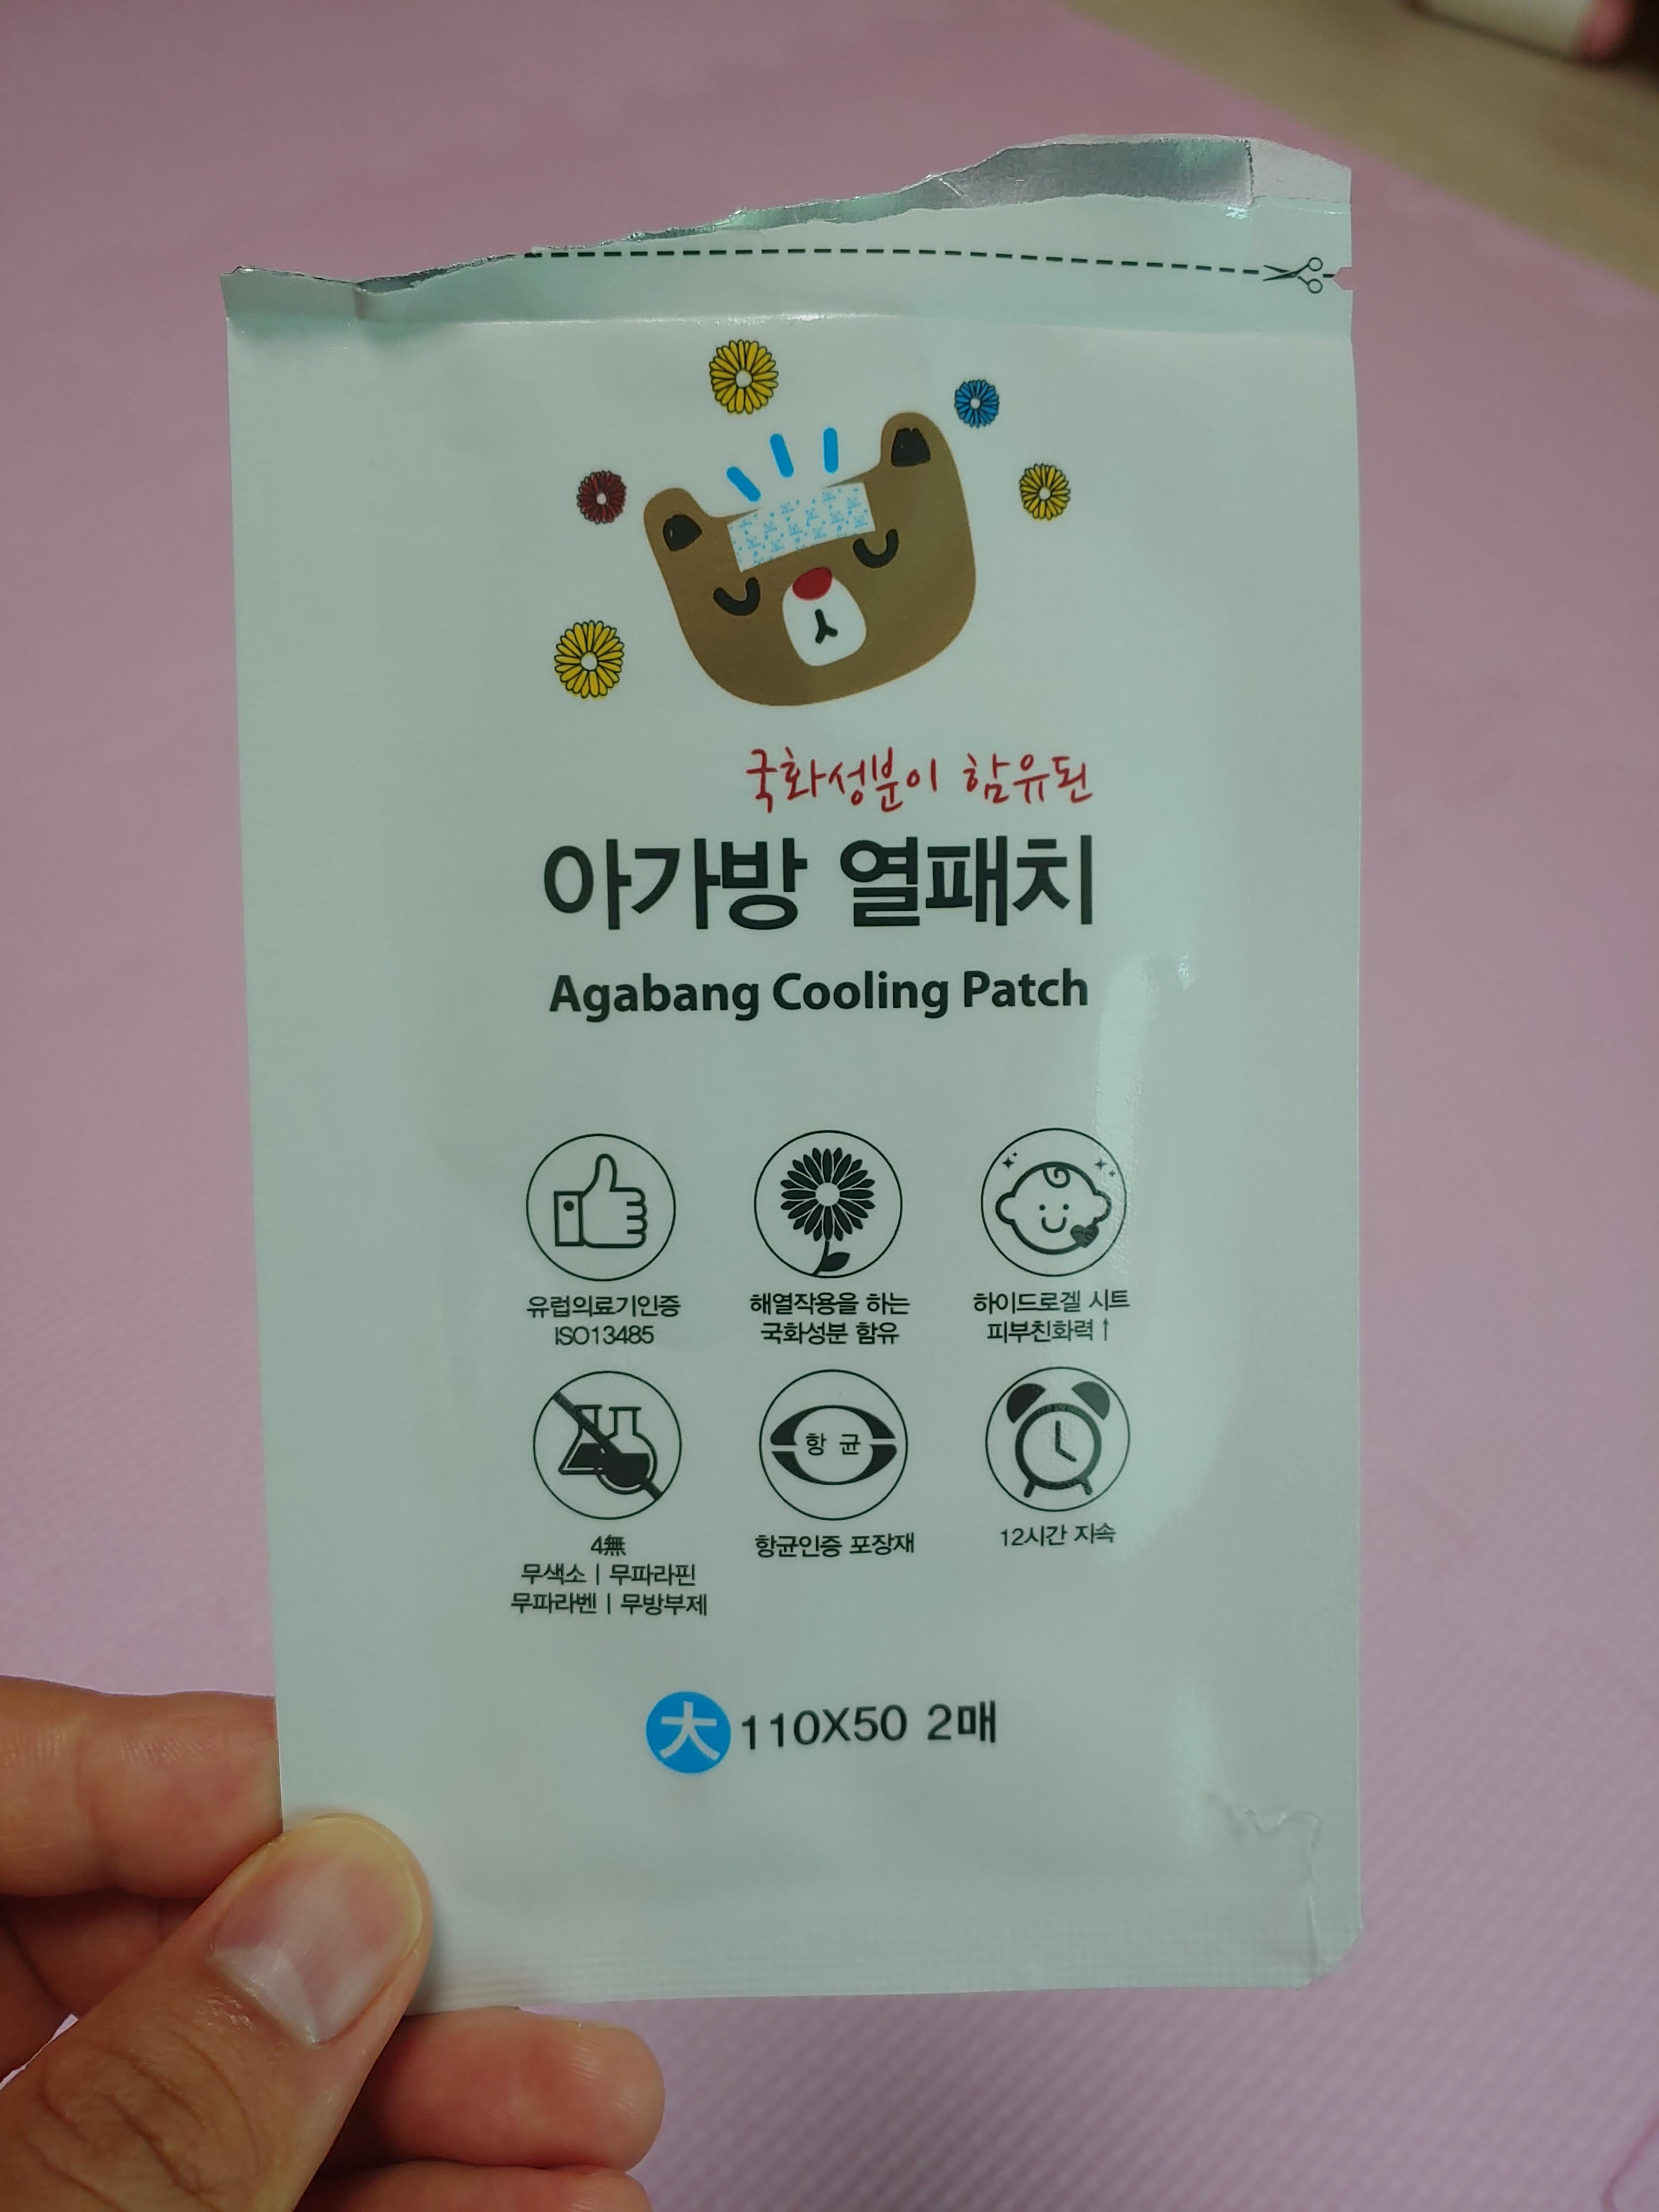 국화성분이 함유된
아가방 열패치
Agabang Cooling Patch
유럽의료기인증
ISO13485
해열작용을 하는
국화성분 함유
하이드로겔 시트
피부친화력↑
4無
무색소 | 무파라핀
무파라벤 | 무방부제
항균
항균인증 포장재
12시간 지속
大 110X50 2매